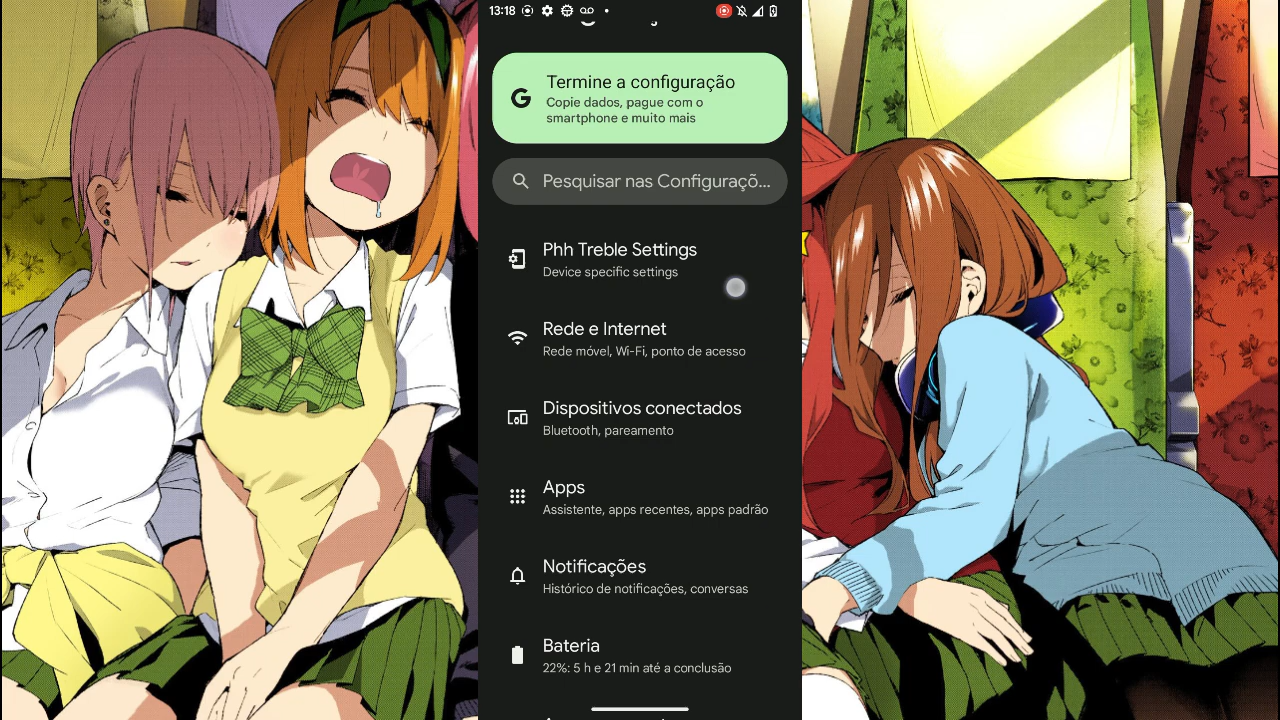 13:18
Termine a configuração
Copie dados, pague com o
smartphone e muito mais
Pesquisar nas Configuraçõ...
Phh Treble Settings
Device specific settings
Rede e Internet
Rede móvel, Wi-Fi, ponto de acesso
Dispositivos conectados
Bluetooth, pareamento
Apps
Assistente, apps recentes, apps padrão
Notificações
Histórico de notificações, conversas
Bateria
22%: 5 h e 21 min até a conclusão